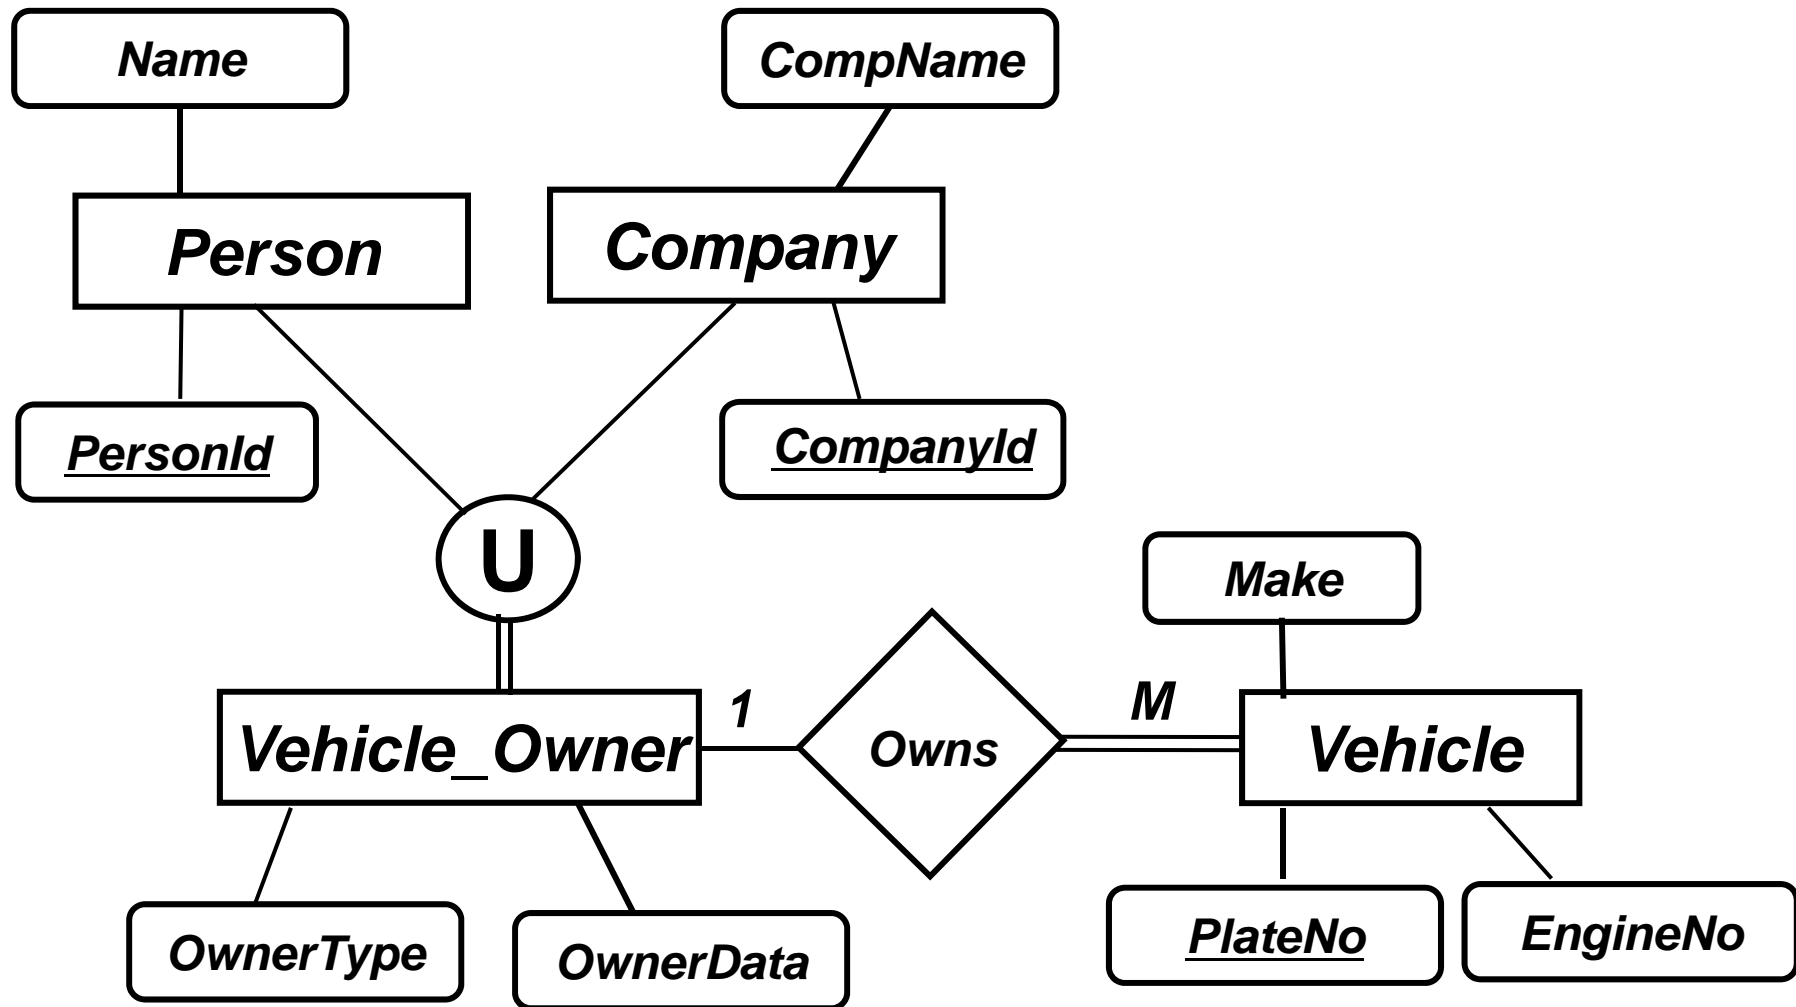 Name
CompName
Person
Company
PersonId
CompanyId
U
Make
Vehicle_Owner
1
Owns
M
Vehicle
OwnerType
OwnerData
PlateNo
EngineNo